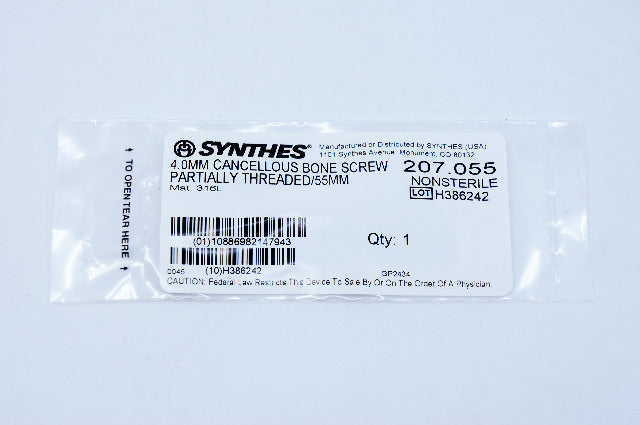 SYNTHES®
Manufactured or Distributed by SYNTHES (USA)
1101 Synthes Avenue, Monument, CO 80132
4.0MM CANCELLOUS BONE SCREW
PARTIALLY THREADED/55MM
Mat. 316L
207.055
NONSTERILE
LOT H386242
(01)10886982147943
Qty: 1
(10)H386242
0045
GP2434
CAUTION: Federal Law Restricts This Device To Sale By Or On The Order Of A Physician.
↑ TO OPEN TEAR HERE ↑